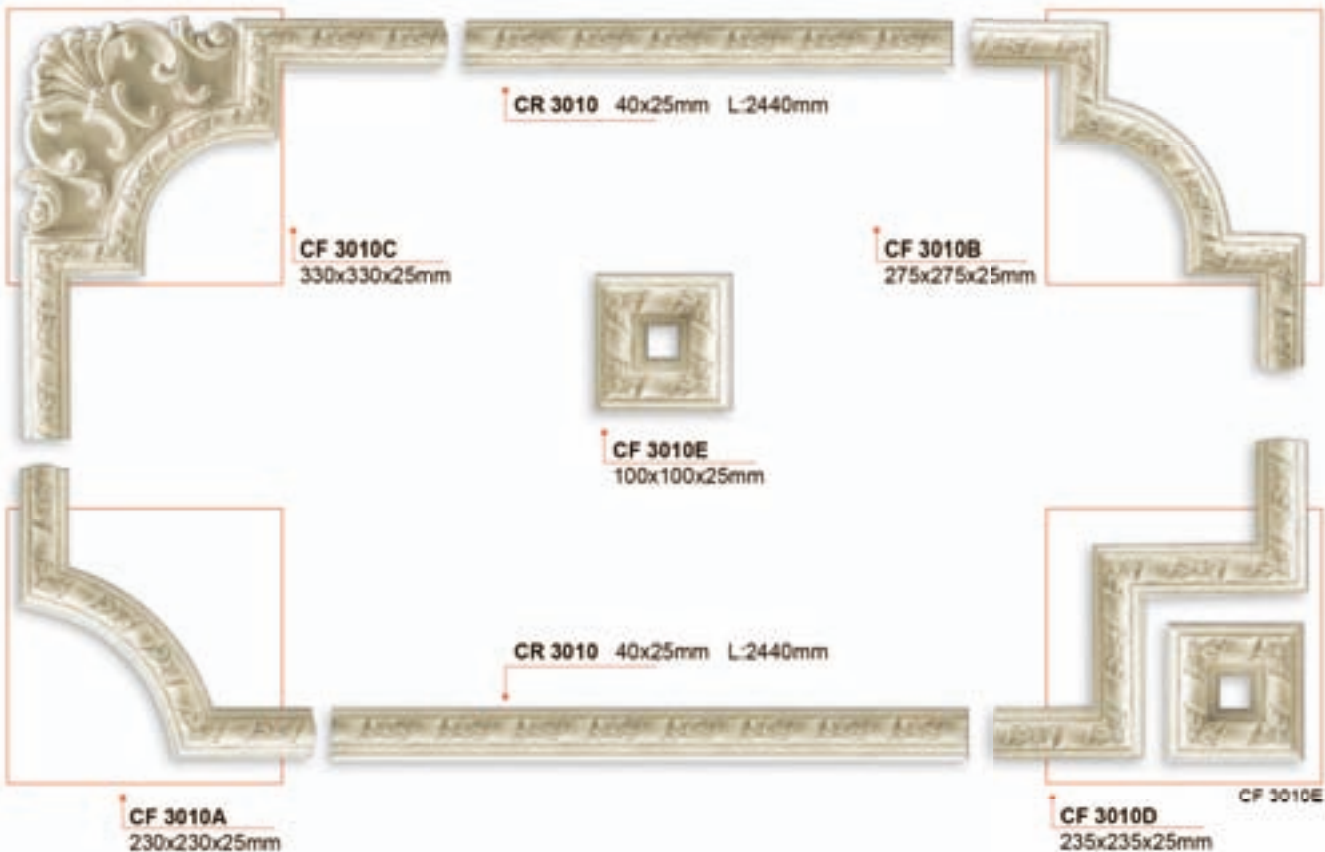 CR 3010 40x25mm L:2440mm
CF 3010C
330x330x25mm
CF 3010B
275x275x25mm
CF 3010E
100x100x25mm
CR 3010 40x25mm L:2440mm
CF 3010A
230x230x25mm
CF 3010E
CF 3010D
235x235x25mm